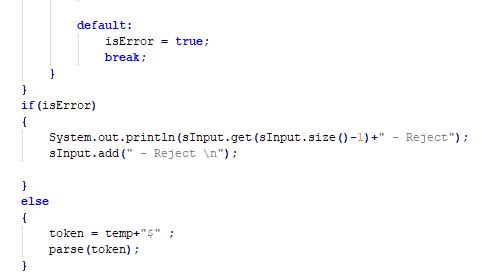 default:
isError = true;
break;
}
}
if(isError)
{
System.out.println(sInput.get(sInput.size()-1)+" - Reject");
sInput.add(" - Reject \n");
}
else
{
token = temp+"$" ;
parse(token);
}